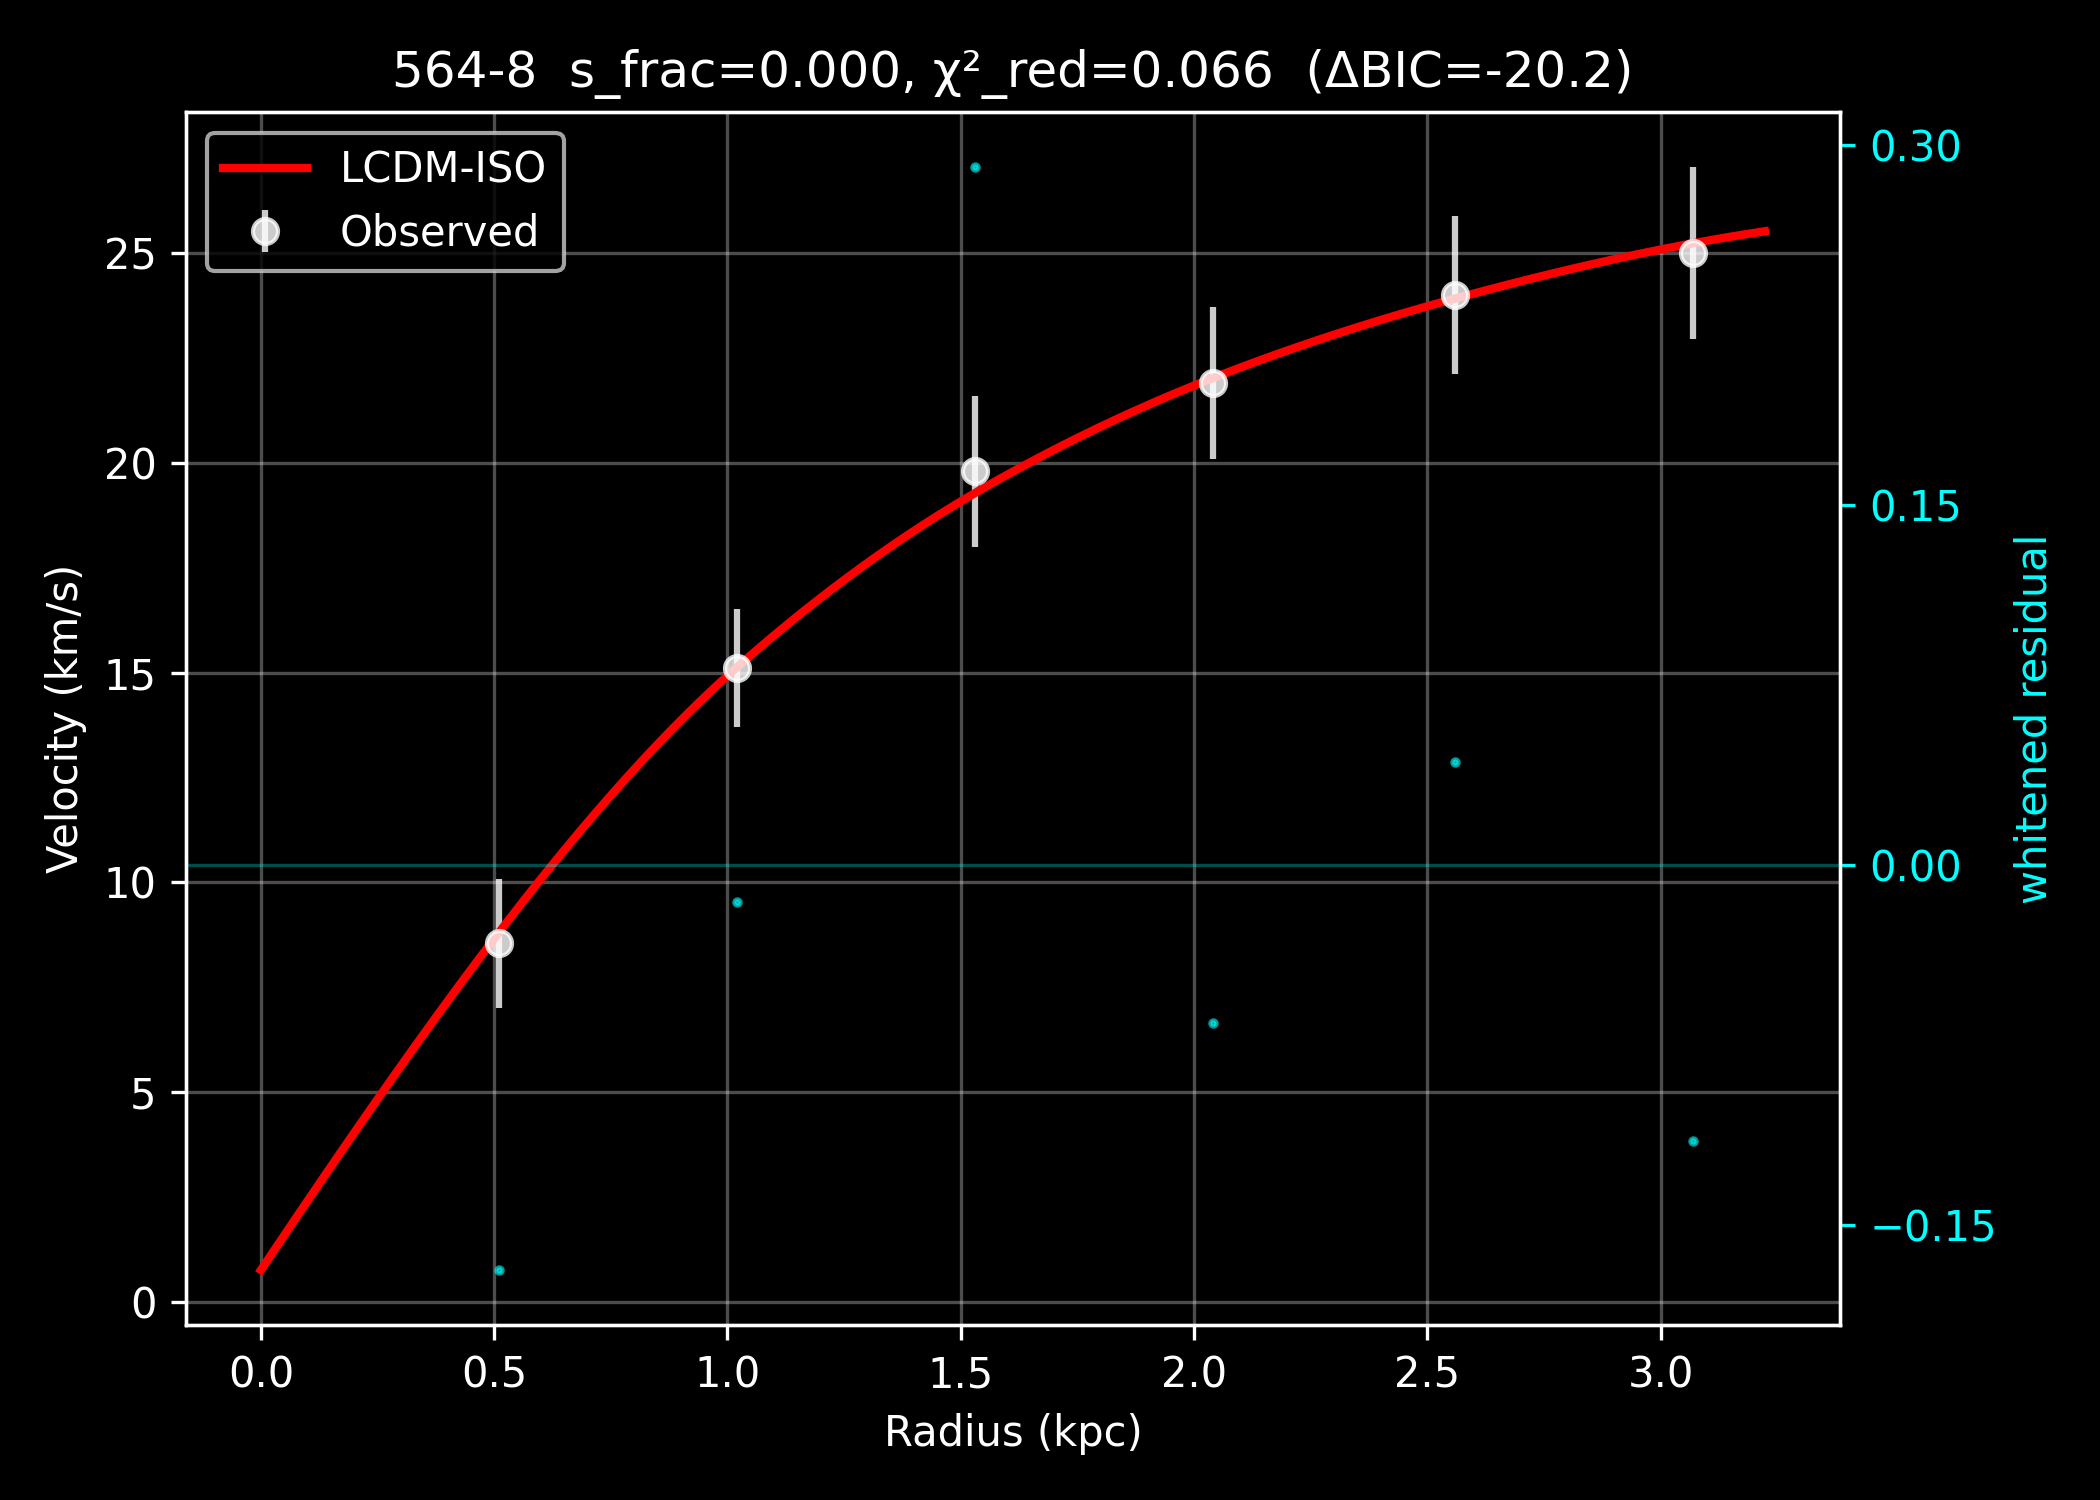 564-8  s_frac=0.000, χ²_red=0.066  (ΔBIC=-20.2)
LCDM-ISO
Observed
25
20
15
10
5
0
Velocity (km/s)
0.0
0.5
1.0
1.5
2.0
2.5
3.0
Radius (kpc)
0.30
0.15
0.00
−0.15
whitened residual